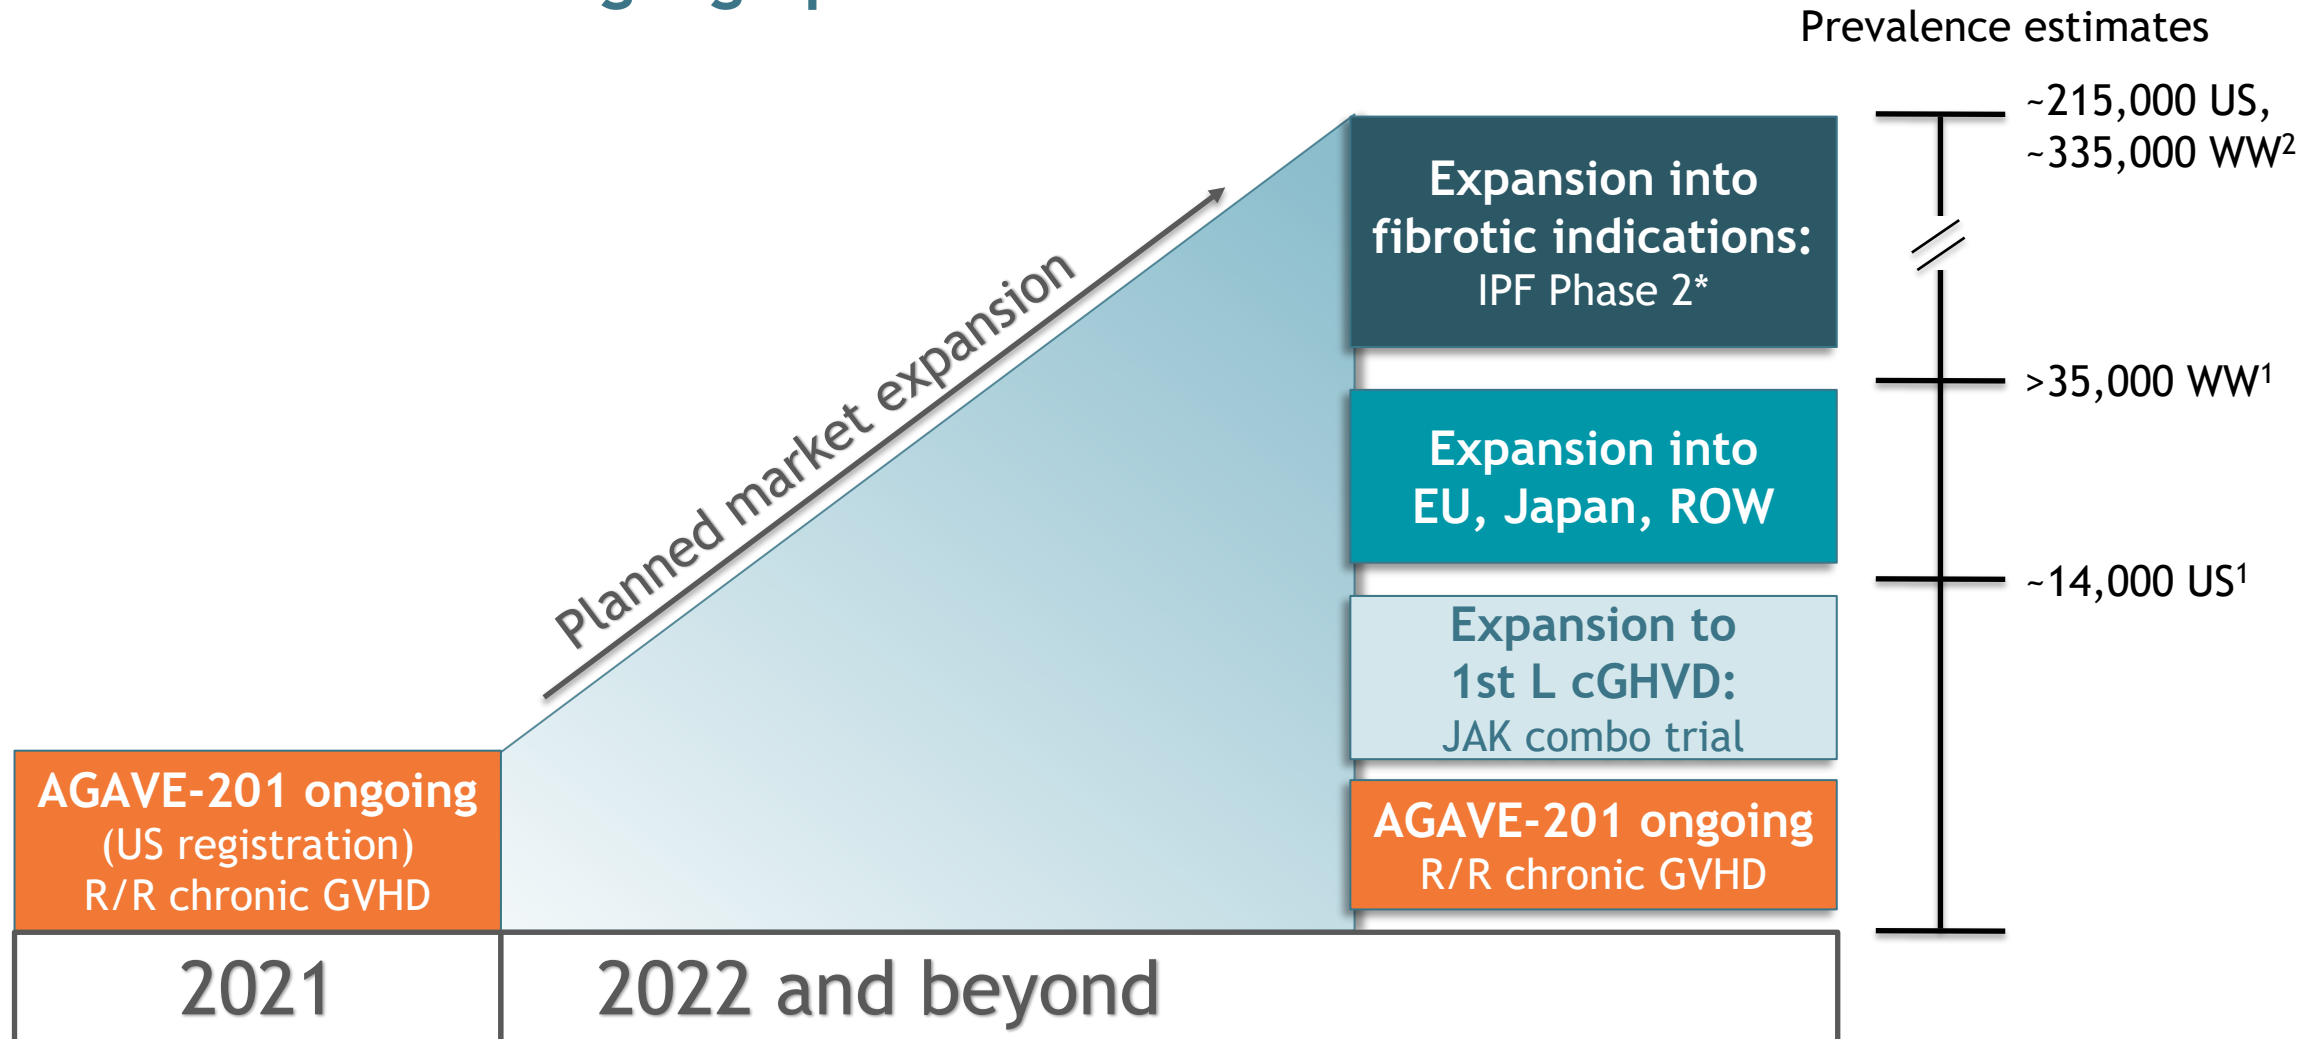 Prevalence estimates
~215,000 US,
~335,000 WW²
Expansion into
fibrotic indications:
IPF Phase 2*
Planned market expansion
>35,000 WW¹
Expansion into
EU, Japan, ROW
~14,000 US¹
Expansion to
1st L cGHVD:
JAK combo trial
AGAVE-201 ongoing
(US registration)
R/R chronic GVHD
AGAVE-201 ongoing
R/R chronic GVHD
2021
2022 and beyond